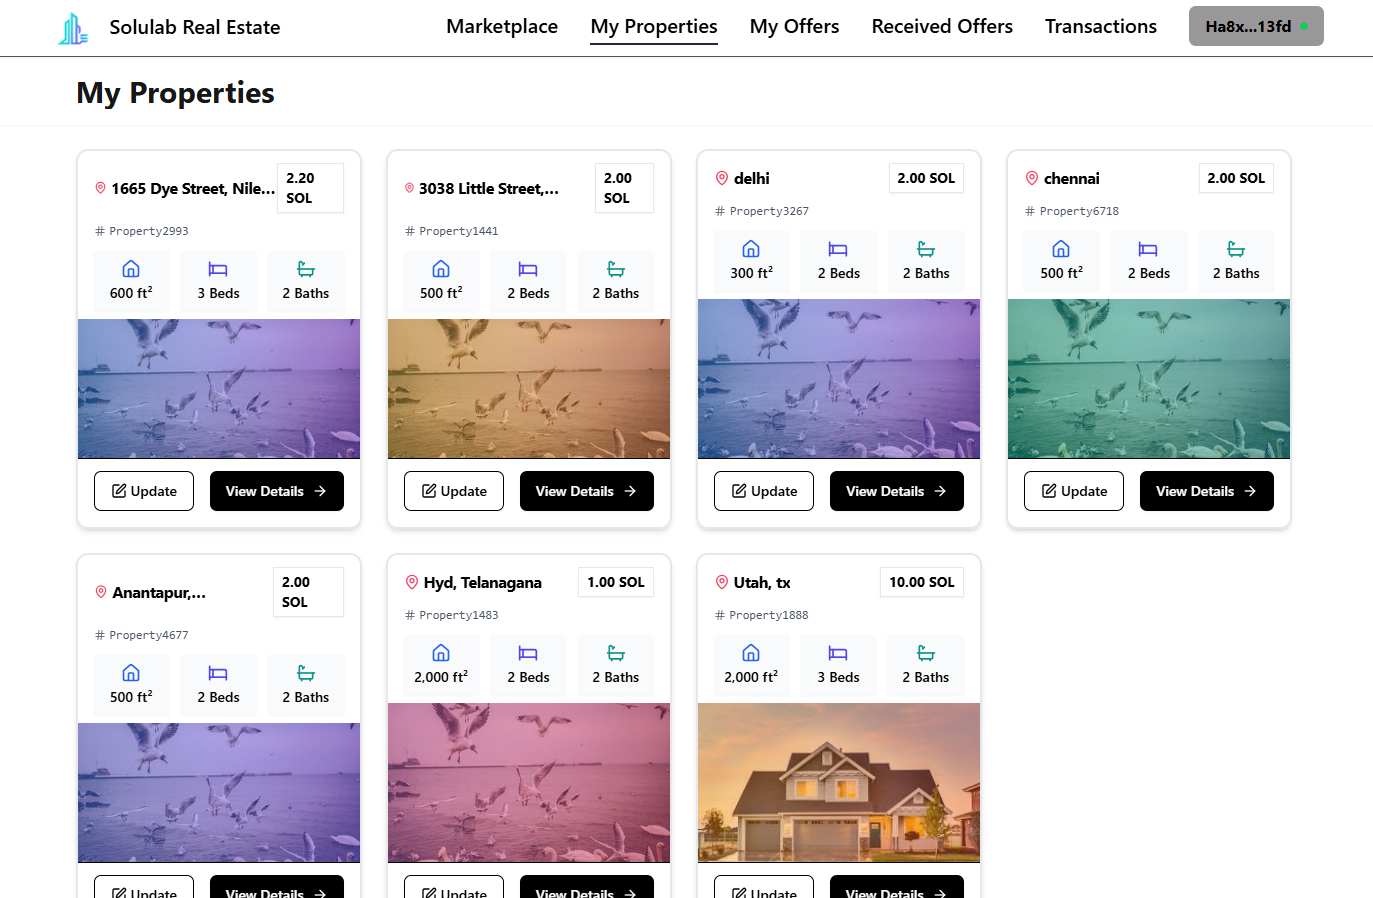 Solulab Real Estate
Marketplace
My Properties
My Offers
Received Offers
Transactions
Ha8x...13fd
My Properties
1665 Dye Street, Nile...
2.20
SOL
# Property2993
600 ft²
3 Beds
2 Baths
Update
View Details
3038 Little Street,...
2.00
SOL
# Property1441
500 ft²
2 Beds
2 Baths
Update
View Details
delhi
2.00 SOL
# Property3267
300 ft²
2 Beds
2 Baths
Update
View Details
chennai
2.00 SOL
# Property6718
500 ft²
2 Beds
2 Baths
Update
View Details
Anantapur,...
2.00
SOL
# Property4677
500 ft²
2 Beds
2 Baths
Update
View Details
Hyd, Telanagana
1.00 SOL
# Property1483
2,000 ft²
2 Beds
2 Baths
Update
View Details
Utah, tx
10.00 SOL
# Property1888
2,000 ft²
3 Beds
2 Baths
Update
View Details